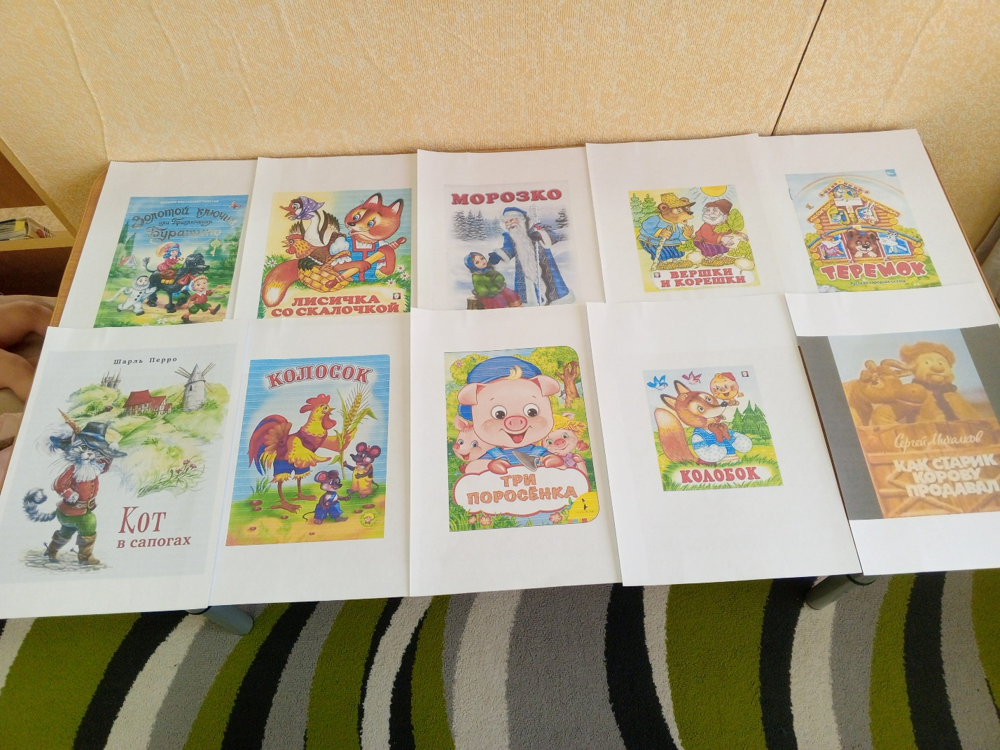 Золотой ключик
или Приключения
Буратино
ЛИСИЧКА
СО СКАЛОЧКОЙ
МОРОЗКО
ВЕРШКИ
И КОРЕШКИ
ТЕРЕМОК
Русская народная сказка
Шарль Перро
Кот
в сапогах
КОЛОСОК
ТРИ
ПОРОСЁНКА
КОЛОБОК
Сергей Михалков
КАК СТАРИК
КОРОВУ
ПРОДАВАЛ